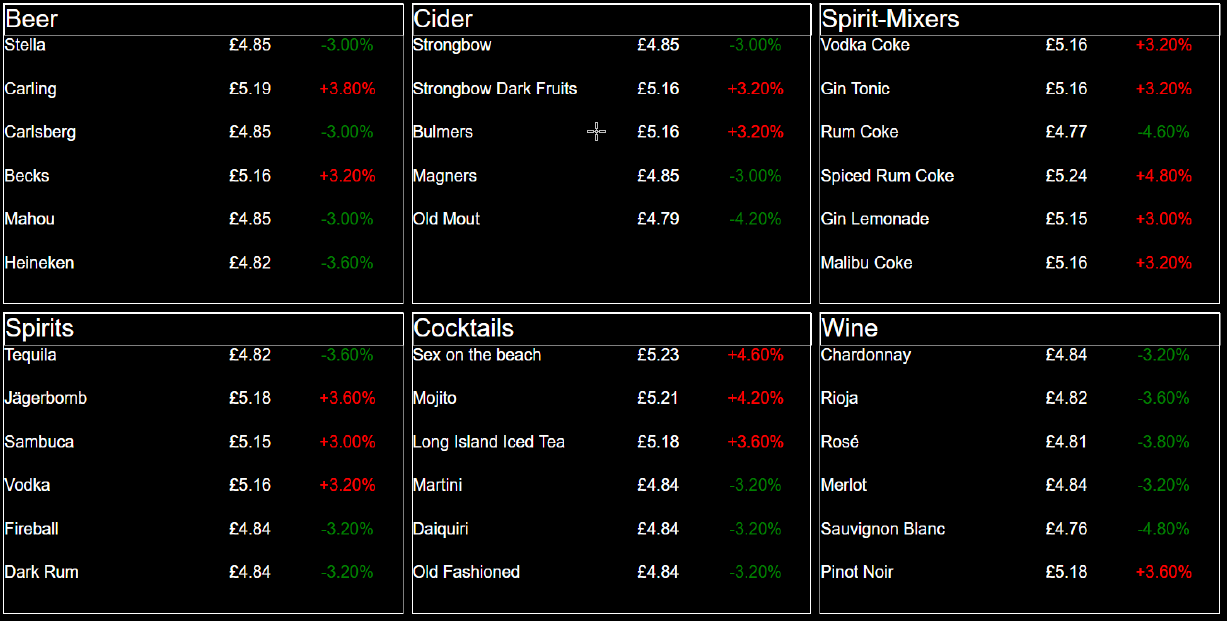 Beer
Stella £4.85 -3.00%
Carling £5.19 +3.80%
Carlsberg £4.85 -3.00%
Becks £5.16 +3.20%
Mahou £4.85 -3.00%
Heineken £4.82 -3.60%
Cider
Strongbow £4.85 -3.00%
Strongbow Dark Fruits £5.16 +3.20%
Bulmers £5.16 +3.20%
Magners £4.85 -3.00%
Old Mout £4.79 -4.20%
Spirit-Mixers
Vodka Coke £5.16 +3.20%
Gin Tonic £5.16 +3.20%
Rum Coke £4.77 -4.60%
Spiced Rum Coke £5.24 +4.80%
Gin Lemonade £5.15 +3.00%
Malibu Coke £5.16 +3.20%
Spirits
Tequila £4.82 -3.60%
Jägerbomb £5.18 +3.60%
Sambuca £5.15 +3.00%
Vodka £5.16 +3.20%
Fireball £4.84 -3.20%
Dark Rum £4.84 -3.20%
Cocktails
Sex on the beach £5.23 +4.60%
Mojito £5.21 +4.20%
Long Island Iced Tea £5.18 +3.60%
Martini £4.84 -3.20%
Daiquiri £4.84 -3.20%
Old Fashioned £4.84 -3.20%
Wine
Chardonnay £4.84 -3.20%
Rioja £4.82 -3.60%
Rosé £4.81 -3.80%
Merlot £4.84 -3.20%
Sauvignon Blanc £4.76 -4.80%
Pinot Noir £5.18 +3.60%